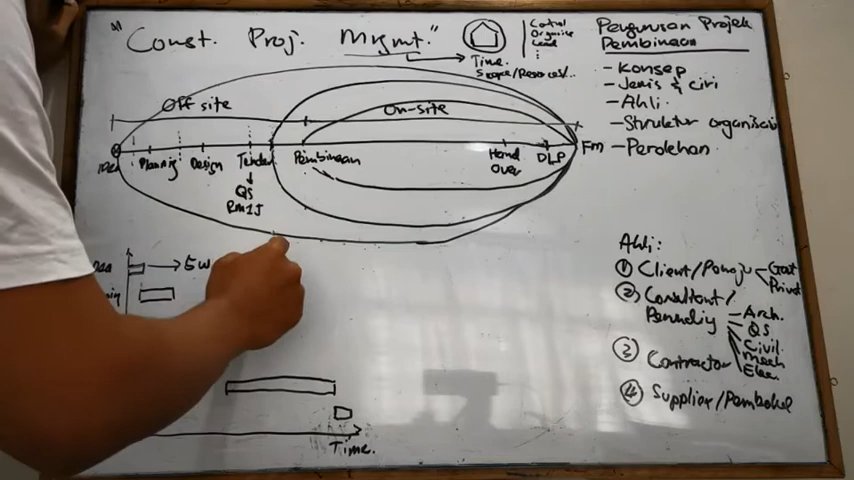 "Const. Proj. Mngmt."
Control
Organise
Lead
Time.
Scope/Resources/...
Pengurusan Projek
Pembinaan
- Konsep
- Jenis & ciri
- Ahli.
- Struktur organisasi
- Perolehan
Off site
On-site
Idea
Planning
Design
Tender
Pembinaan
Hand
Over
DLP
Fm
QS
RM1J
5W
Time.
Ahli:
① Client/Pemaju
Govt
Privat
② Consultant/
Perunding
Arch.
QS
Civil
Mech
Elec.
③ Contractor
④ Supplier/Pembekal